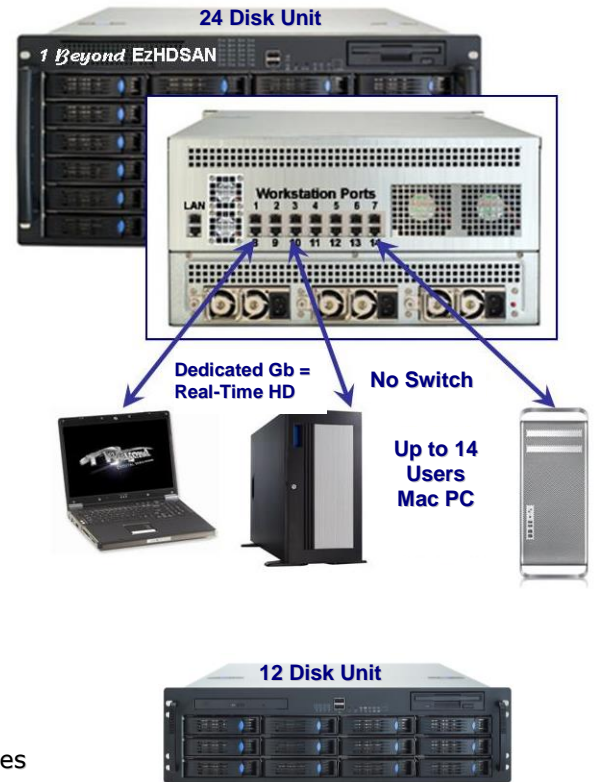 24 Disk Unit
1 Beyond EzHDSAN
Workstation Ports
LAN 1 2 3 4 5 6 7
8 9 10 11 12 13 14
Dedicated Gb =
Real-Time HD
No Switch
1 Beyond
Up to 14
Users
Mac PC
12 Disk Unit
es